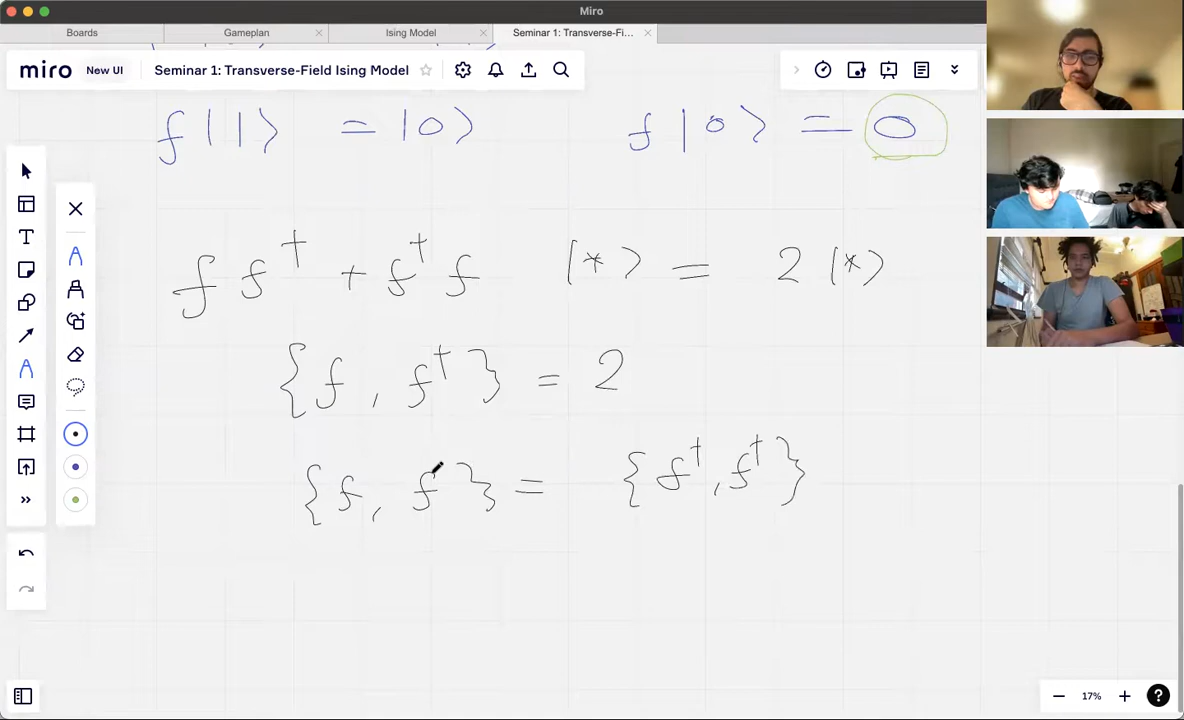 Miro
Boards Gameplan Ising Model Seminar 1: Transverse-Fi...
miro New UI Seminar 1: Transverse-Field Ising Model
f|1⟩ = |0⟩ f|0⟩ = 0
f f† + f† f |*⟩ = 2 |*⟩
{f, f†} = 2
{f, f} = {f†, f†}
17%